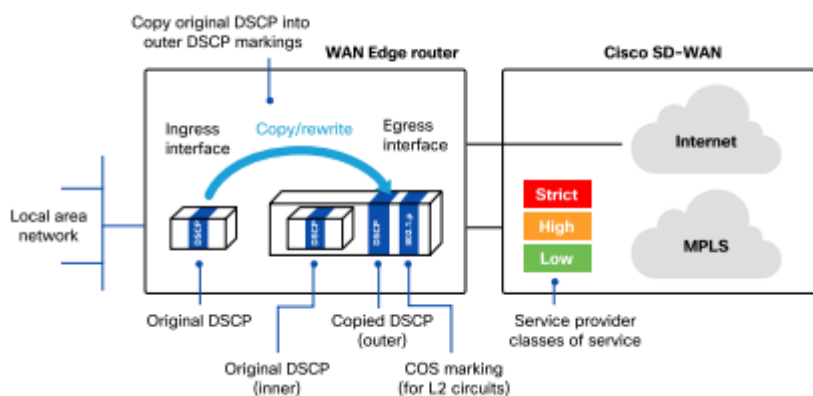 Copy original DSCP into
outer DSCP markings
WAN Edge router
Cisco SD-WAN
Ingress
interface
Copy/rewrite
Egress
interface
Internet
Strict
High
Low
MPLS
Local area
network
DSCP
DSCP
DSCP
802.1.p
Original DSCP
Copied DSCP
(outer)
Service provider
classes of service
Original DSCP
(inner)
COS marking
(for L2 circuits)